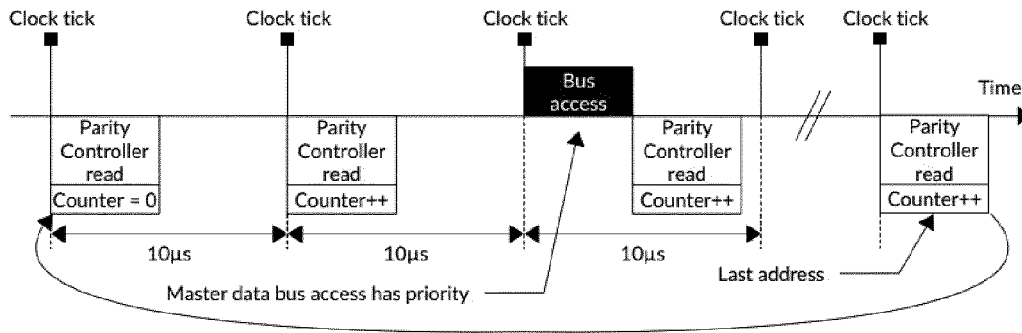 Clock tick
Clock tick
Clock tick
Clock tick
Clock tick
Bus
access
Time
Parity
Controller
read
Counter = 0
Parity
Controller
read
Counter++
Parity
Controller
read
Counter++
Parity
Controller
read
Counter++
10µs
10µs
10µs
Last address
Master data bus access has priority